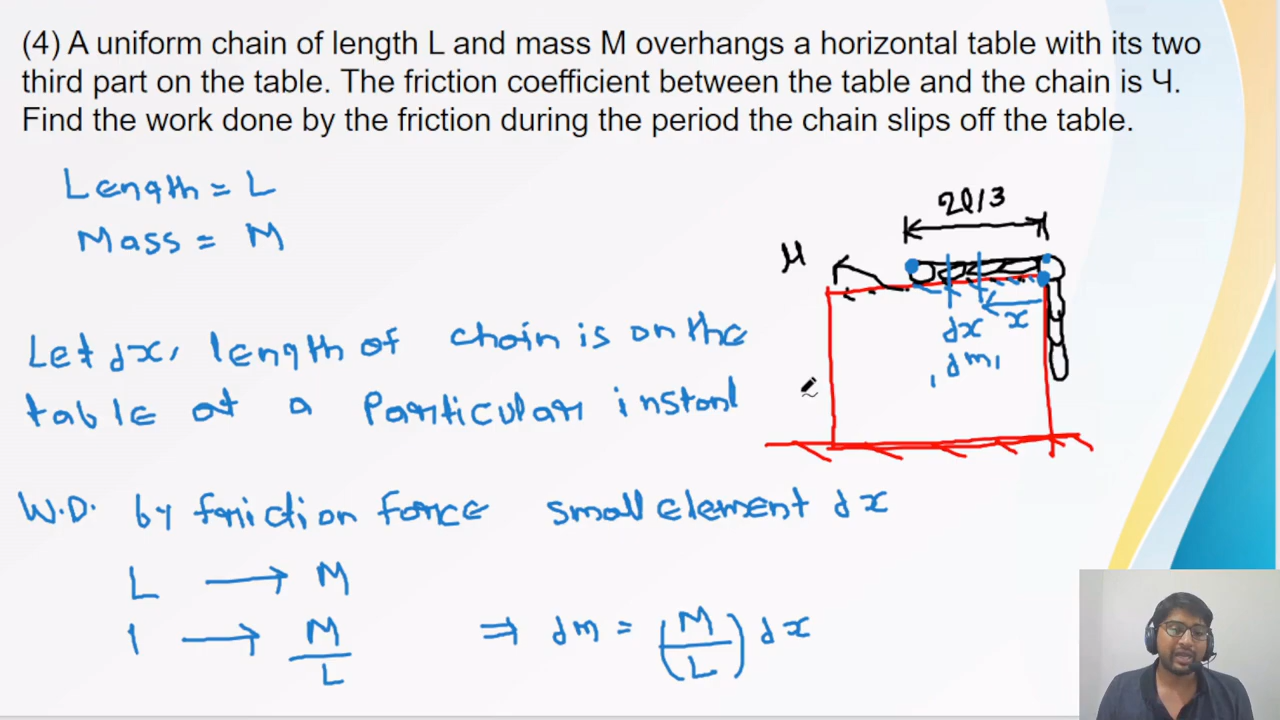 (4) A uniform chain of length L and mass M overhangs a horizontal table with its two
third part on the table. The friction coefficient between the table and the chain is Ч.
Find the work done by the friction during the period the chain slips off the table.
Length = L
Mass = M
2l/3
μ
x
dx
dm,
Let dx, length of chain is on the
table at a Particular instant
W.D. by friction force small element dx
L → M
1 → M/L ⇒ dm = (M/L) dx